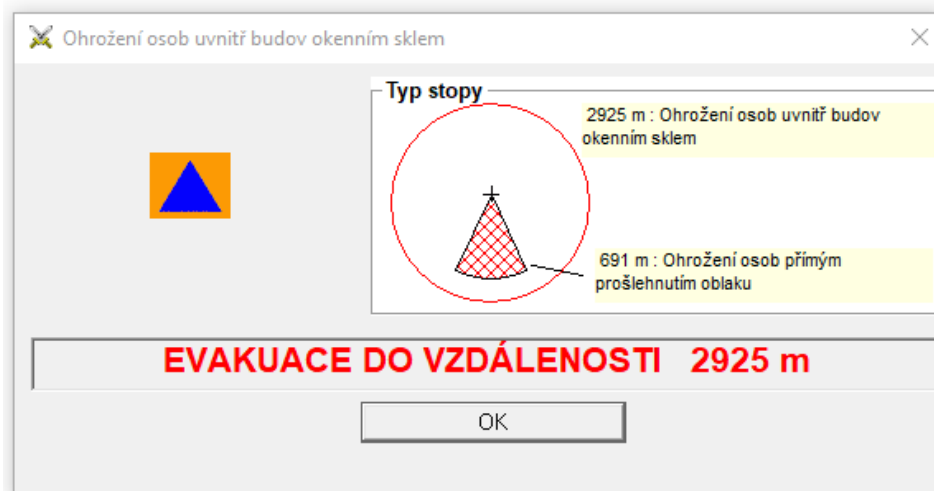 Ohrožení osob uvnitř budov okenním sklem
Typ stopy
2925 m : Ohrožení osob uvnitř budov
okenním sklem
691 m : Ohrožení osob přímým
prošlehnutím oblaku
EVAKUACE DO VZDÁLENOSTI 2925 m
OK